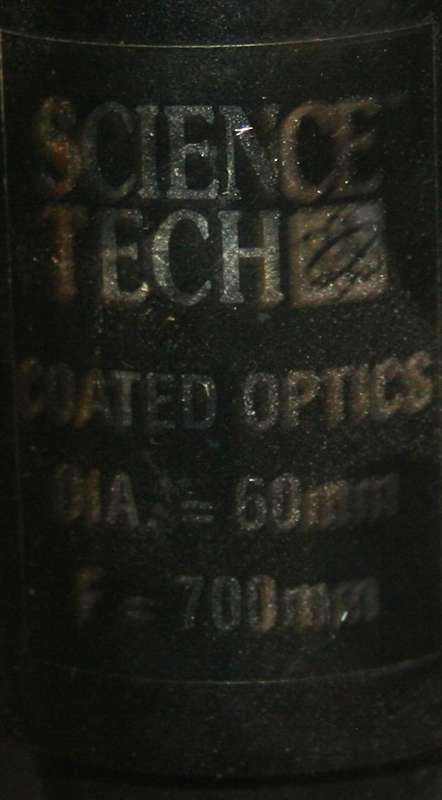 SCIENCE
TECH
COATED OPTICS
DIA. = 60mm
F = 700mm